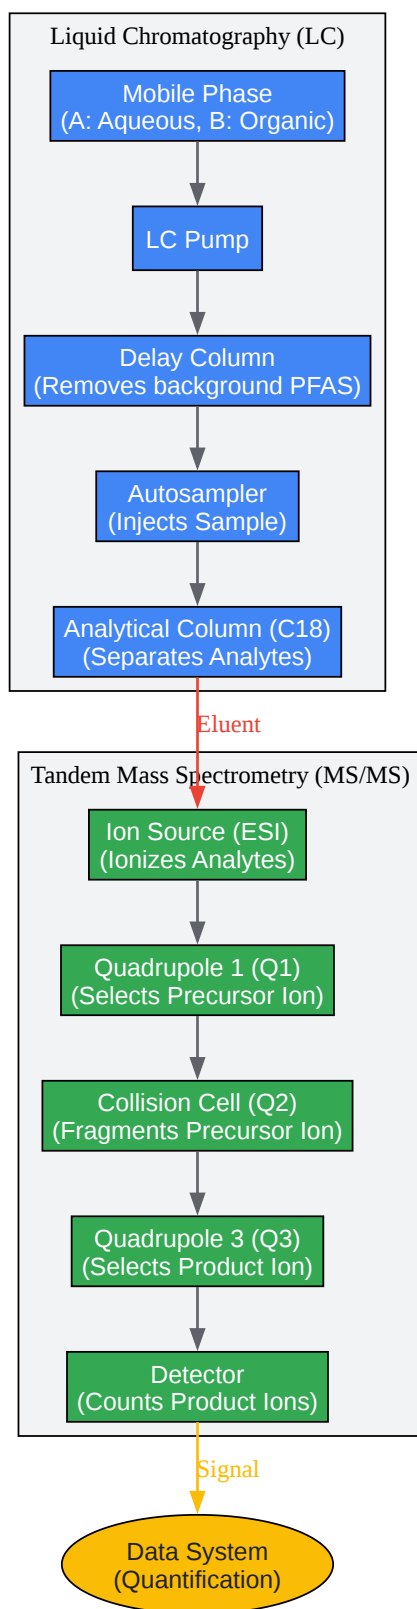 Liquid Chromatography (LC)
Mobile Phase
(A: Aqueous, B: Organic)
LC Pump
Delay Column
(Removes background PFAS)
Autosampler
(Injects Sample)
Analytical Column (C18)
(Separates Analytes)
Eluent
Tandem Mass Spectrometry (MS/MS)
Ion Source (ESI)
(Ionizes Analytes)
Quadrupole 1 (Q1)
(Selects Precursor Ion)
Collision Cell (Q2)
(Fragments Precursor Ion)
Quadrupole 3 (Q3)
(Selects Product Ion)
Detector
(Counts Product Ions)
Signal
Data System
(Quantification)